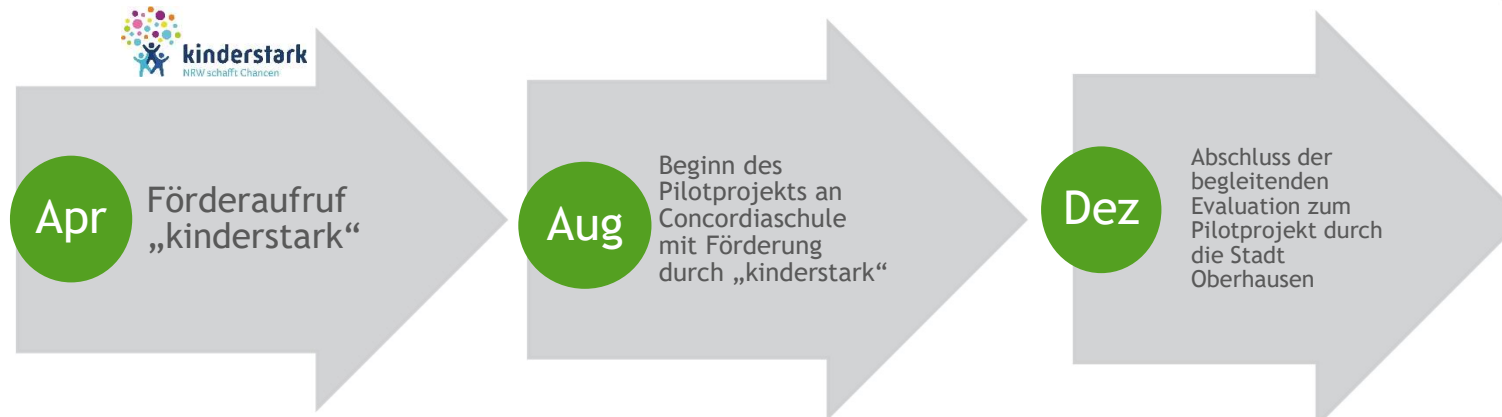 kinderstark
NRW schafft Chancen
Apr
Förderaufruf
„kinderstark“
Aug
Beginn des
Pilotprojekts an
Concordiaschule
mit Förderung
durch „kinderstark“
Dez
Abschluss der
begleitenden
Evaluation zum
Pilotprojekt durch
die Stadt
Oberhausen